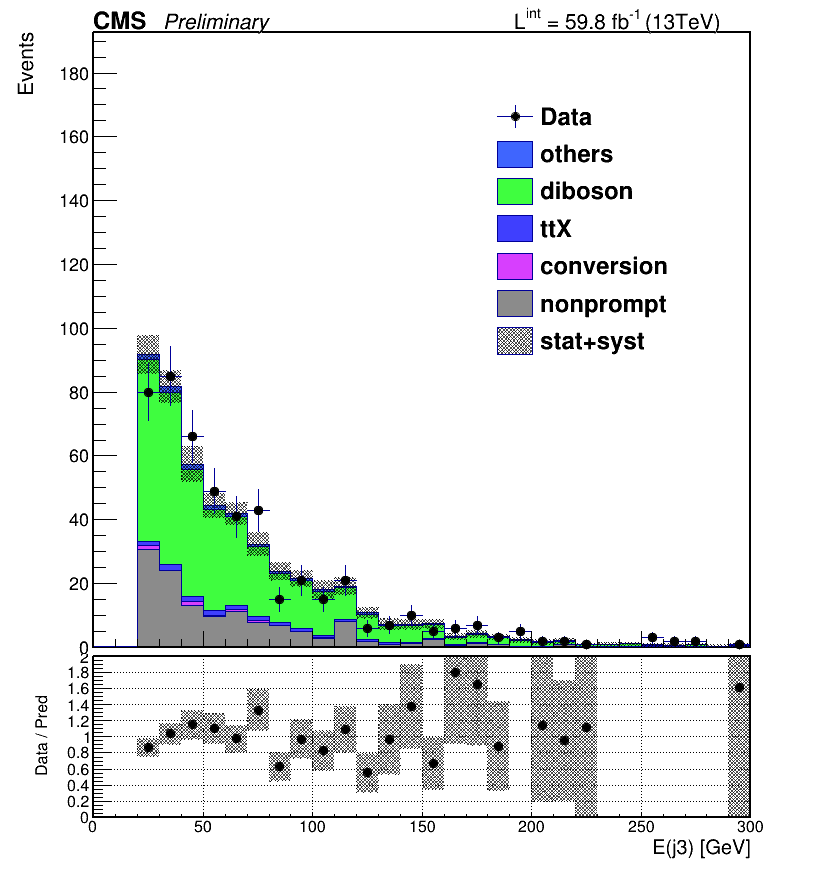 CMS Preliminary L^int = 59.8 fb^-1 (13TeV)
Events
180
160
140
120
100
80
60
40
20
0
Data
others
diboson
ttX
conversion
nonprompt
stat+syst
Data / Pred
2
1.8
1.6
1.4
1.2
1
0.8
0.6
0.4
0.2
0
0 50 100 150 200 250 300
E(j3) [GeV]